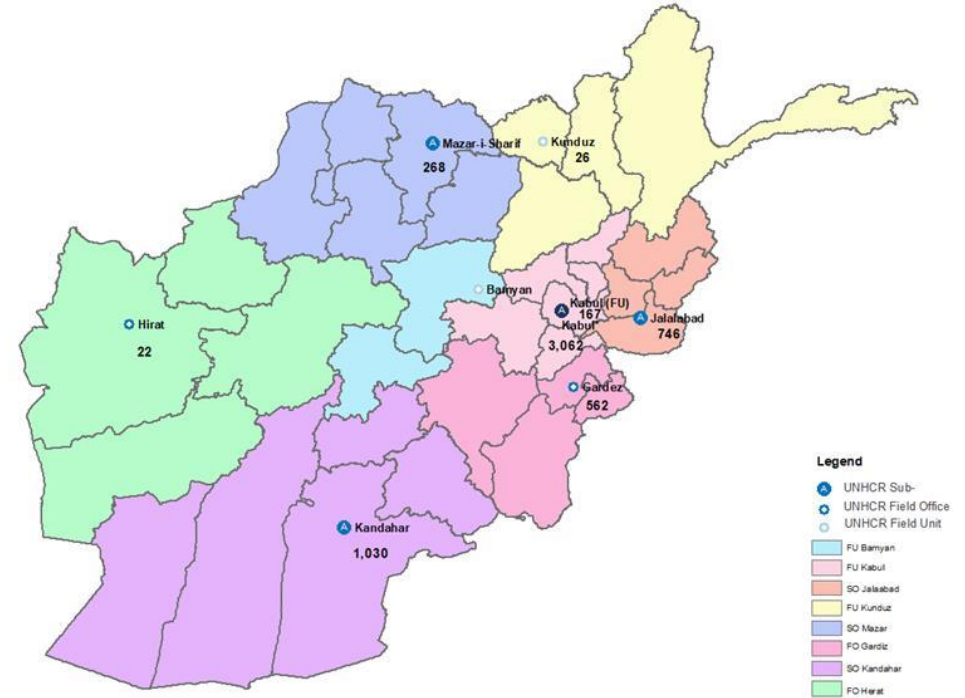 Mazar-i-Sharif
268
Kunduz
26
Bamyan
Kabul (FU)
167
Kabul
3,062
Jalalabad
746
Hirat
22
Gardez
562
Kandahar
1,030
Legend
UNHCR Sub-
UNHCR Field Office
UNHCR Field Unit
FU Bamyan
FU Kabul
SO Jalaabad
FU Kunduz
SO Mazar
FO Gardiz
SO Kandahar
FO Herat